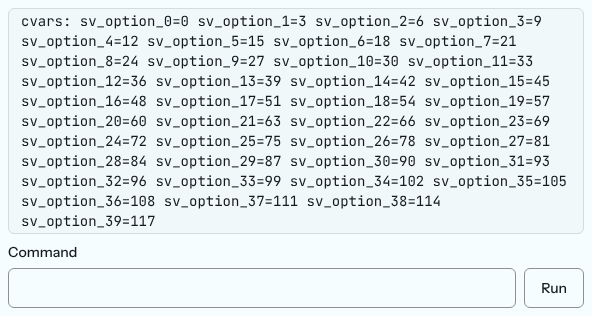 cvars: sv_option_0=0 sv_option_1=3 sv_option_2=6 sv_option_3=9
sv_option_4=12 sv_option_5=15 sv_option_6=18 sv_option_7=21
sv_option_8=24 sv_option_9=27 sv_option_10=30 sv_option_11=33
sv_option_12=36 sv_option_13=39 sv_option_14=42 sv_option_15=45
sv_option_16=48 sv_option_17=51 sv_option_18=54 sv_option_19=57
sv_option_20=60 sv_option_21=63 sv_option_22=66 sv_option_23=69
sv_option_24=72 sv_option_25=75 sv_option_26=78 sv_option_27=81
sv_option_28=84 sv_option_29=87 sv_option_30=90 sv_option_31=93
sv_option_32=96 sv_option_33=99 sv_option_34=102 sv_option_35=105
sv_option_36=108 sv_option_37=111 sv_option_38=114
sv_option_39=117
Command
Run